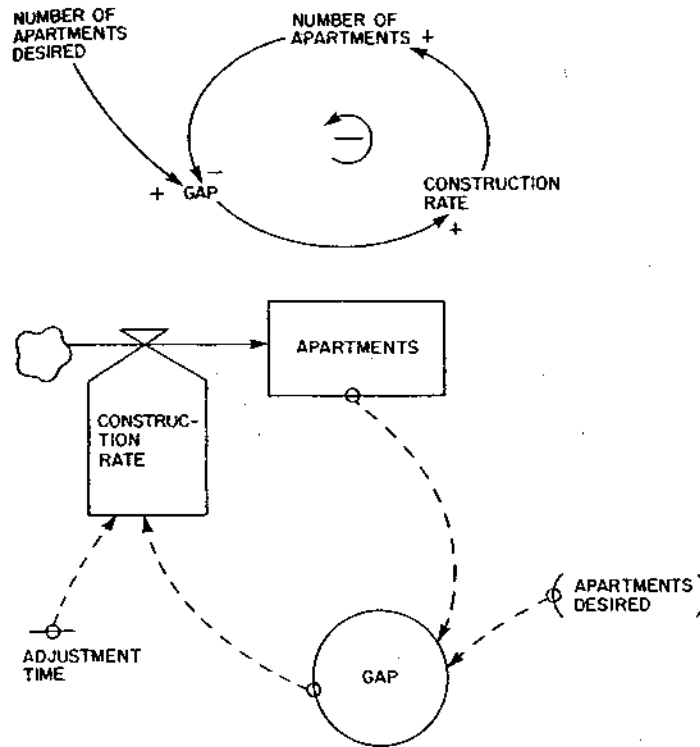 NUMBER OF
APARTMENTS
DESIRED
NUMBER OF
APARTMENTS +
−
−
+ GAP
CONSTRUCTION
RATE
+
APARTMENTS
CONSTRUC-
TION
RATE
(APARTMENTS
DESIRED)
ADJUSTMENT
TIME
GAP